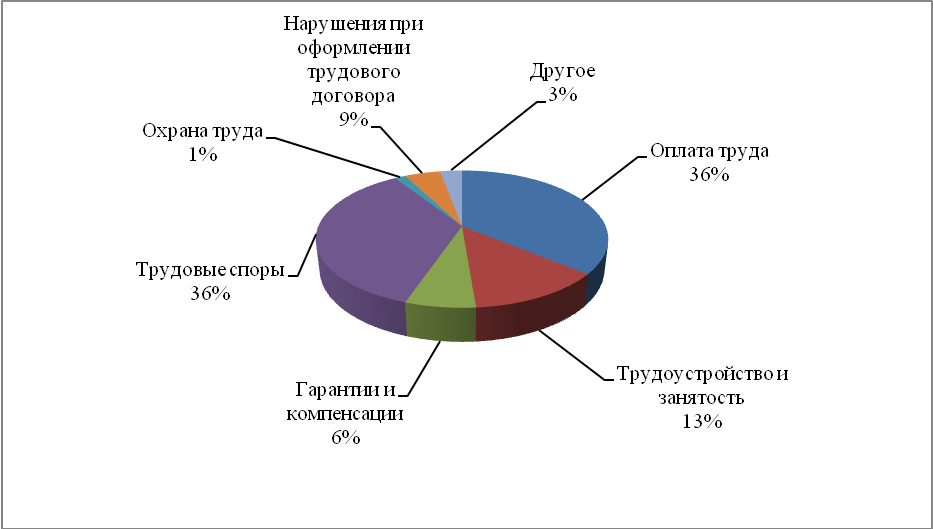 Нарушения при
оформлении
трудового
договора
9%
Другое
3%
Охрана труда
1%
Оплата труда
36%
Трудовые споры
36%
Гарантии и
компенсации
6%
Трудоустройство и
занятость
13%